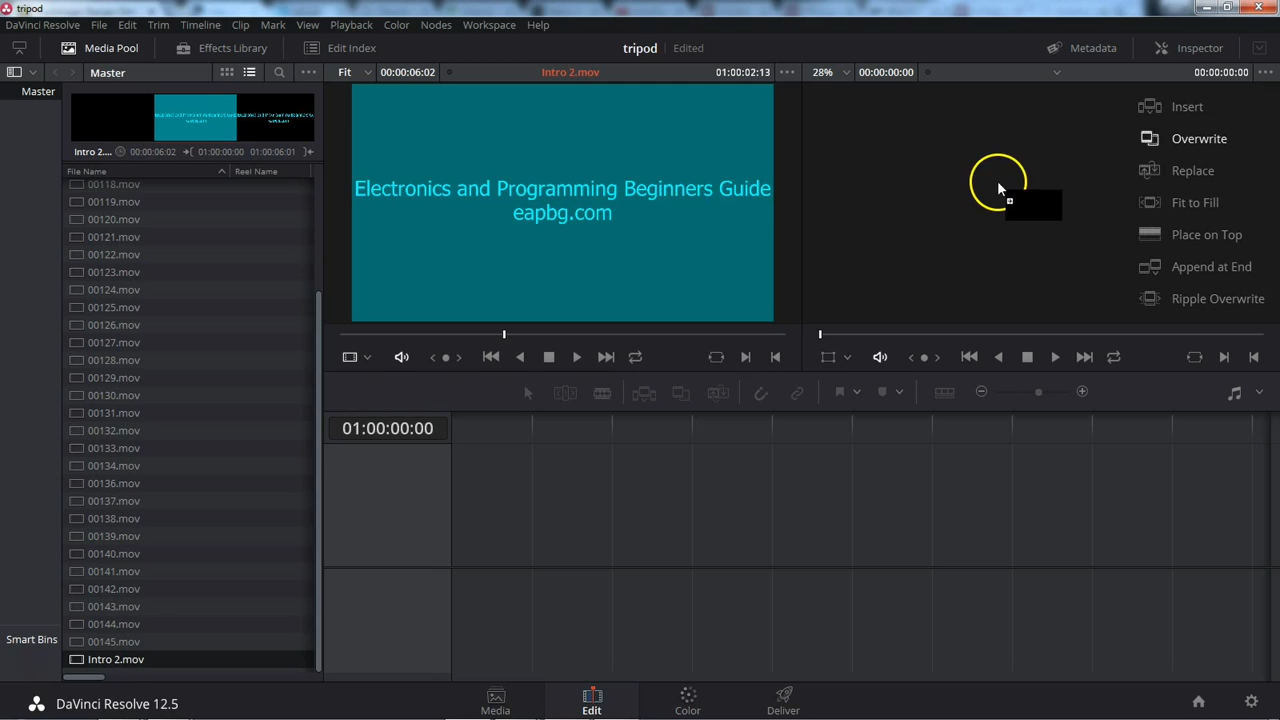 tripod
DaVinci Resolve File Edit Trim Timeline Clip Mark View Playback Color Nodes Workspace Help
Media Pool Effects Library Edit Index tripod Edited Metadata Inspector
Master Fit 00:00:06:02 Intro 2.mov 01:00:02:13 28% 00:00:00:00 00:00:00:00
Master
Electronics and Programming Beginners Guide
eapbg.com
Insert
Overwrite
Replace
Fit to Fill
Place on Top
Append at End
Ripple Overwrite
Intro 2.... 00:00:06:02 01:00:00:00 01:00:06:01
File Name Reel Name
00118.mov
00119.mov
00120.mov
00121.mov
00122.mov
00123.mov
00124.mov
00125.mov
00126.mov
00127.mov
00128.mov
00129.mov
00130.mov
00131.mov
00132.mov
00133.mov
00134.mov
00136.mov
00137.mov
00138.mov
00139.mov
00140.mov
00141.mov
00142.mov
00143.mov
00144.mov
00145.mov
Intro 2.mov
01:00:00:00
Smart Bins
DaVinci Resolve 12.5
Media Edit Color Deliver